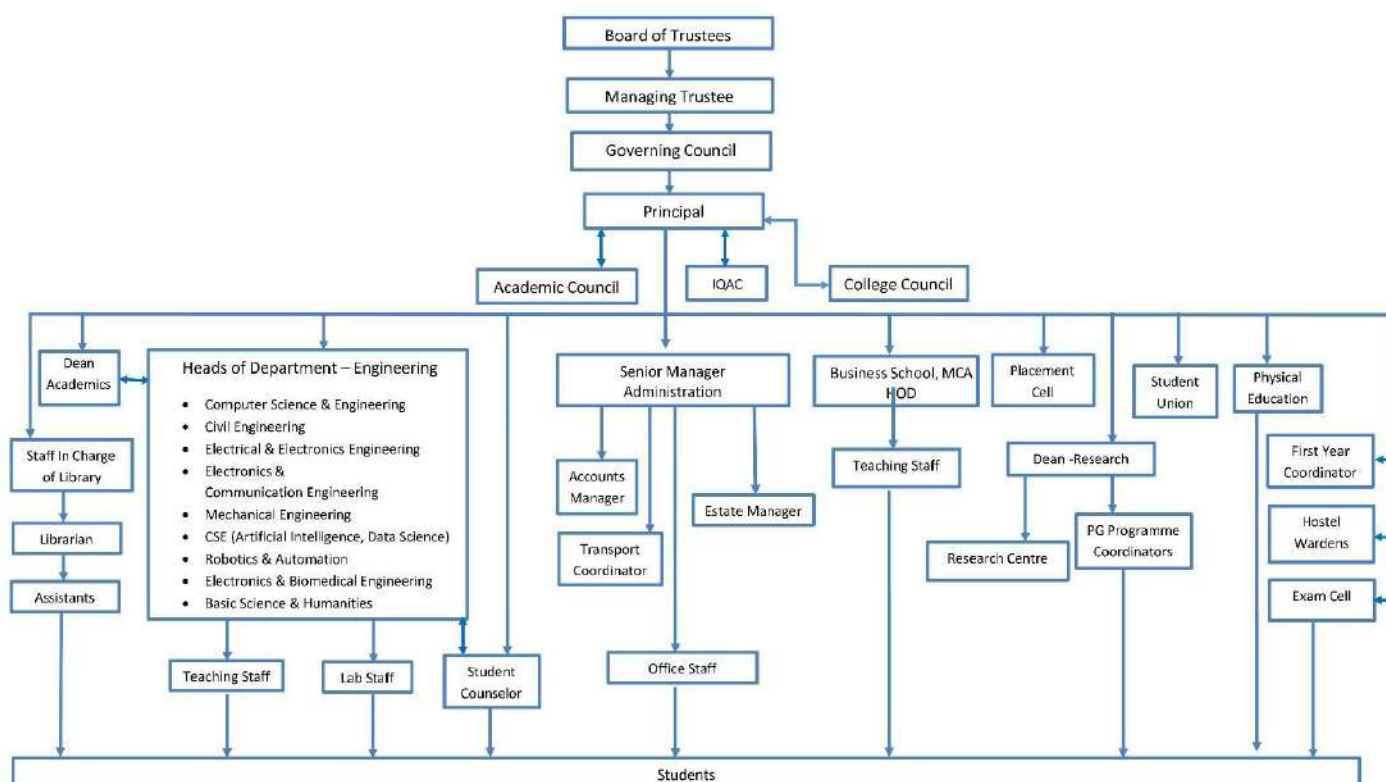 Board of Trustees
Managing Trustee
Governing Council
Principal
Academic Council
IQAC
College Council
Dean
Academics
Heads of Department – Engineering
• Computer Science & Engineering
• Civil Engineering
• Electrical & Electronics Engineering
• Electronics &
Communication Engineering
• Mechanical Engineering
• CSE (Artificial Intelligence, Data Science)
• Robotics & Automation
• Electronics & Biomedical Engineering
• Basic Science & Humanities
Senior Manager
Administration
Business School, MCA
HOD
Placement
Cell
Student
Union
Physical
Education
Staff In Charge
of Library
Librarian
Assistants
Accounts
Manager
Transport
Coordinator
Estate Manager
Teaching Staff
Dean -Research
Research Centre
PG Programme
Coordinators
First Year
Coordinator
Hostel
Wardens
Exam Cell
Teaching Staff
Lab Staff
Student
Counselor
Office Staff
Students